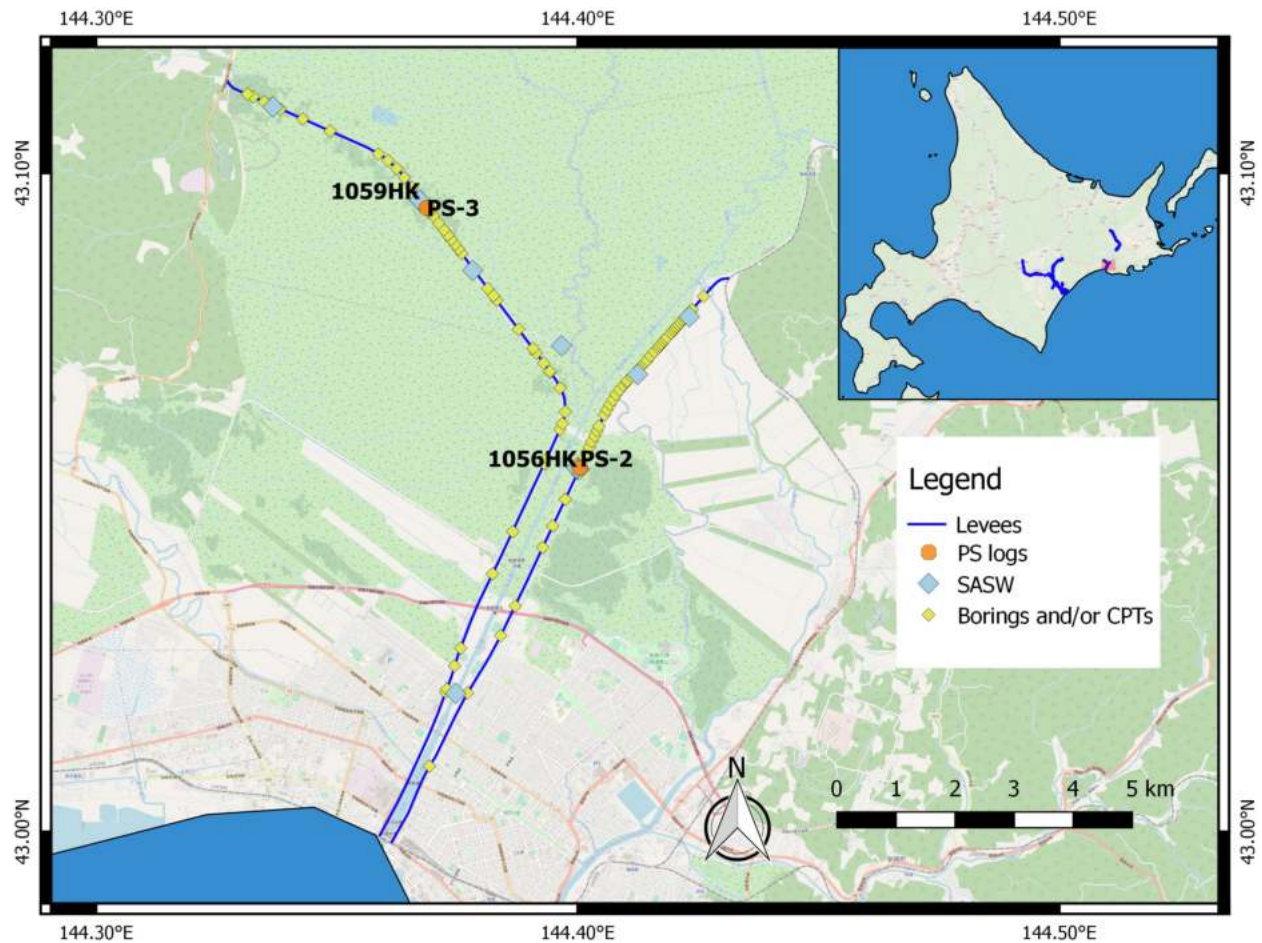 144.30°E 144.40°E 144.50°E
43.10°N 43.10°N
1059HK
PS-3
1056HK PS-2
Legend
Levees
PS logs
SASW
Borings and/or CPTs
N
0 1 2 3 4 5 km
43.00°N 43.00°N
144.30°E 144.40°E 144.50°E